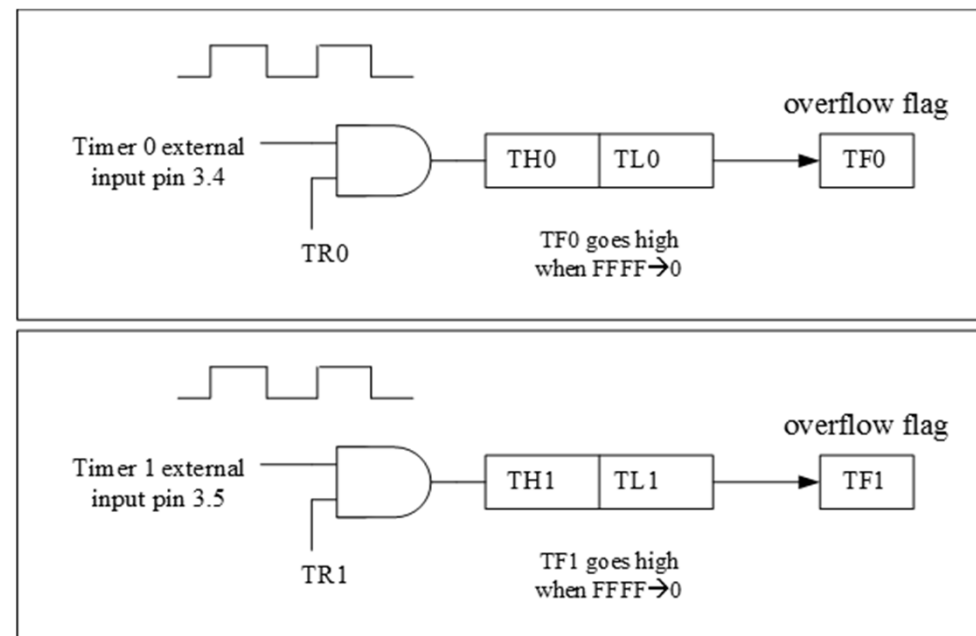 overflow flag
Timer 0 external
input pin 3.4
TH0
TL0
TF0
TR0
TF0 goes high
when FFFF→0
overflow flag
Timer 1 external
input pin 3.5
TH1
TL1
TF1
TR1
TF1 goes high
when FFFF→0